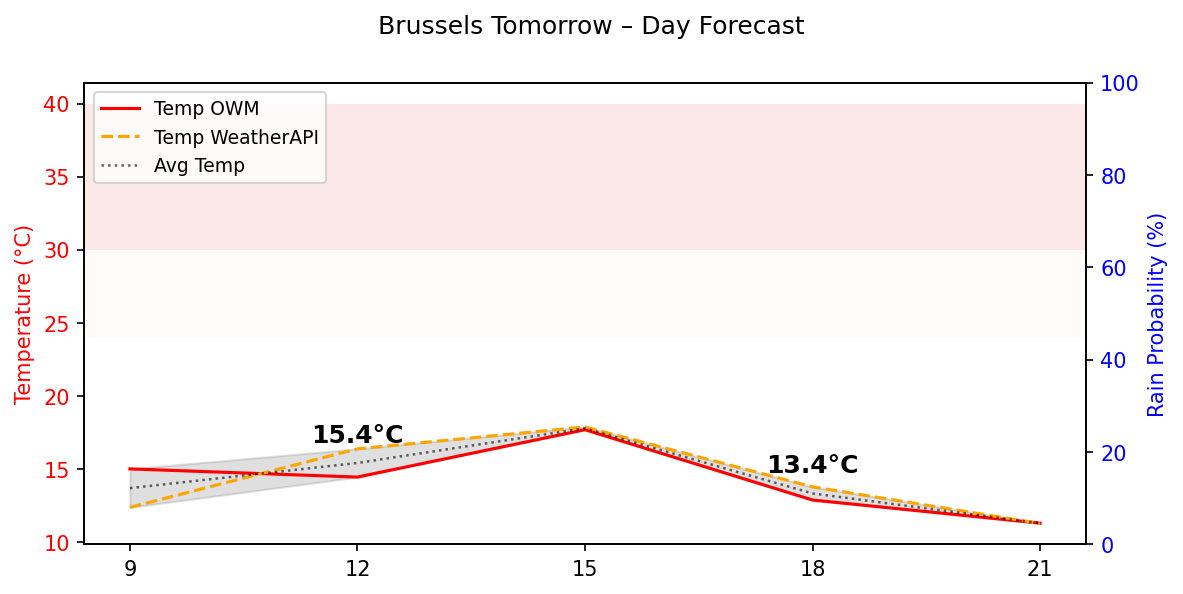 Brussels Tomorrow – Day Forecast
Temp OWM
Temp WeatherAPI
Avg Temp
Temperature (°C)
40
35
30
25
20
15
10
15.4°C
13.4°C
100
80
60
40
20
0
Rain Probability (%)
9 12 15 18 21